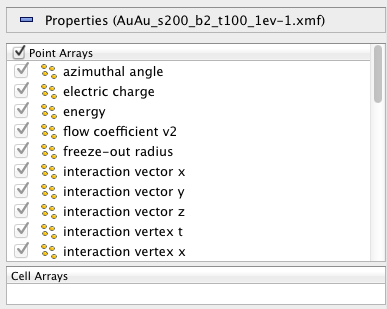 Properties (AuAu_s200_b2_t100_1ev-1.xmf)
Point Arrays
azimuthal angle
electric charge
energy
flow coefficient v2
freeze-out radius
interaction vector x
interaction vector y
interaction vector z
interaction vertex t
interaction vertex x
Cell Arrays